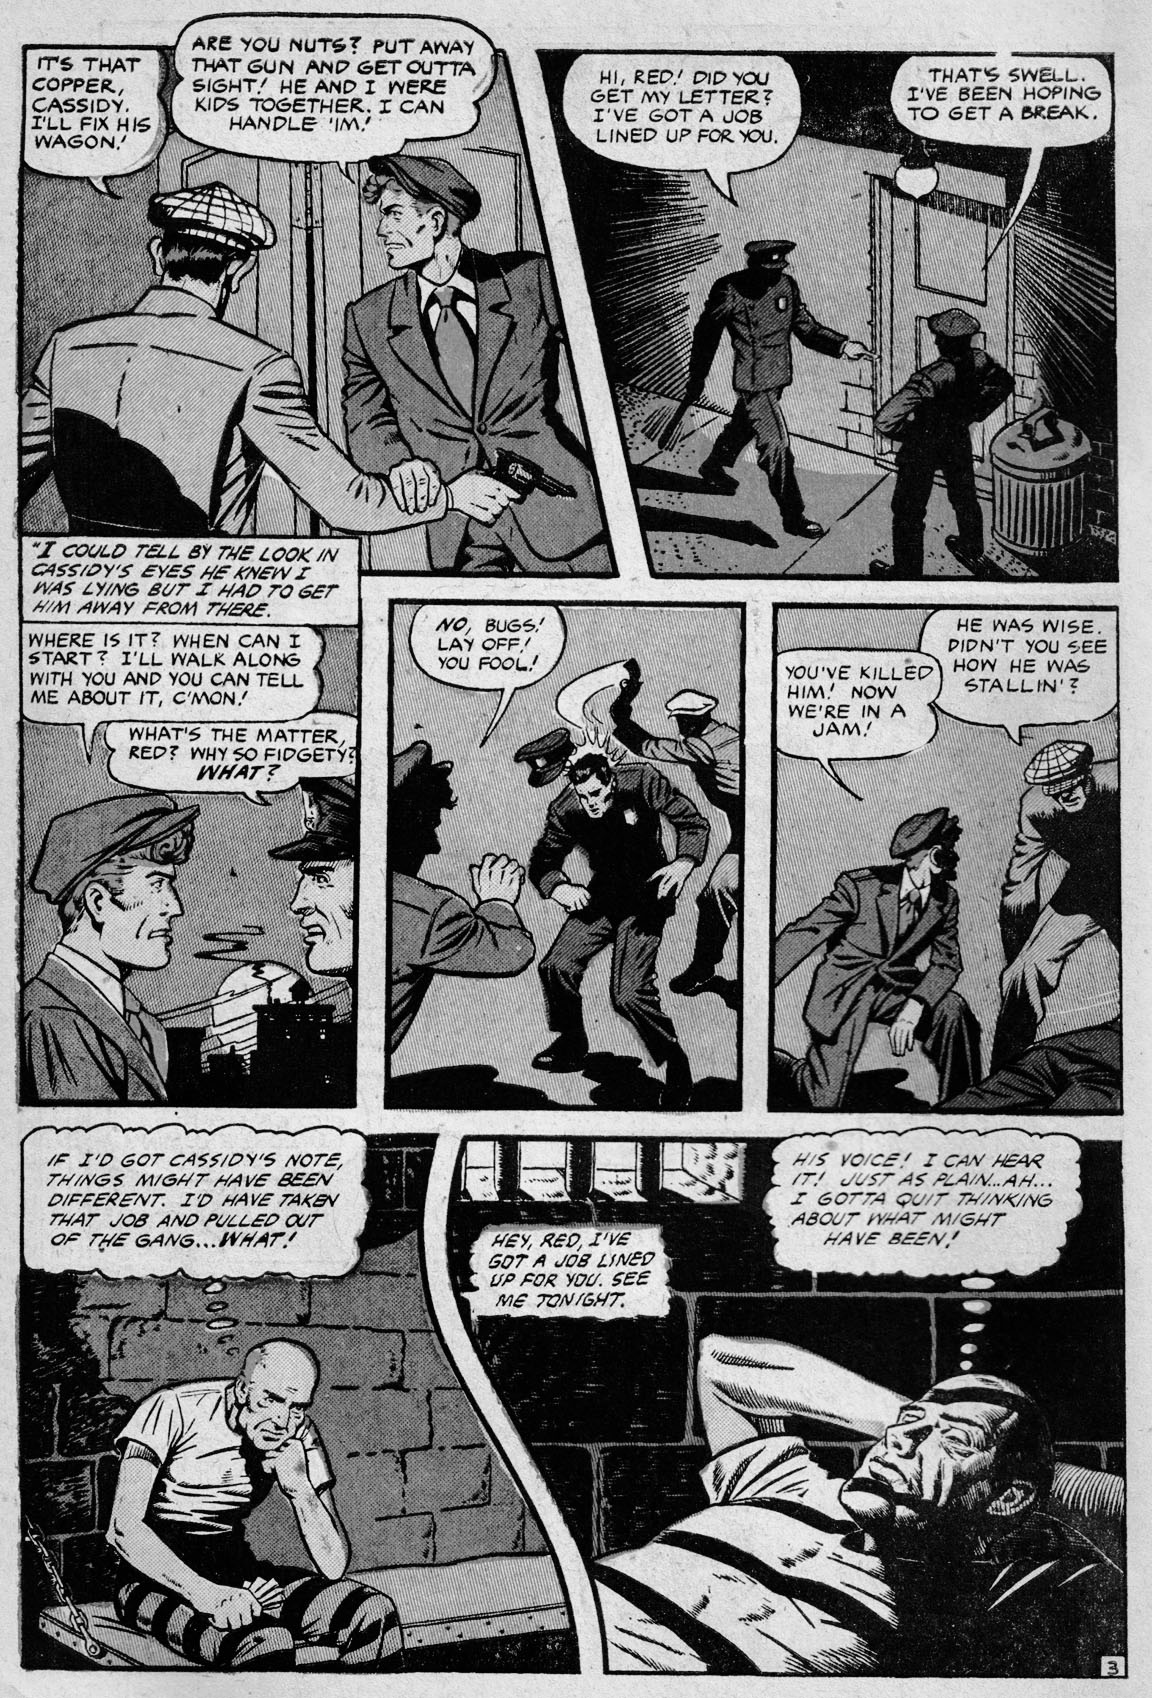 IT'S THAT
COPPER,
CASSIDY.
I'LL FIX HIS
WAGON!
ARE YOU NUTS? PUT AWAY
THAT GUN AND GET OUTTA
SIGHT! HE AND I WERE
KIDS TOGETHER. I CAN
HANDLE 'IM!
HI, RED! DID YOU
GET MY LETTER?
I'VE GOT A JOB
LINED UP FOR YOU.
THAT'S SWELL.
I'VE BEEN HOPING
TO GET A BREAK.
"I COULD TELL BY THE LOOK IN
CASSIDY'S EYES HE KNEW I
WAS LYING BUT I HAD TO GET
HIM AWAY FROM THERE.
WHERE IS IT? WHEN CAN I
START? I'LL WALK ALONG
WITH YOU AND YOU CAN TELL
ME ABOUT IT, C'MON!
WHAT'S THE MATTER,
RED? WHY SO FIDGETY?
WHAT?
NO, BUGS!
LAY OFF!
YOU FOOL!
YOU'VE KILLED
HIM! NOW
WE'RE IN A
JAM!
HE WAS WISE.
DIDN'T YOU SEE
HOW HE WAS
STALLIN'?
IF I'D GOT CASSIDY'S NOTE,
THINGS MIGHT HAVE BEEN
DIFFERENT. I'D HAVE TAKEN
THAT JOB AND PULLED OUT
OF THE GANG...WHAT!
HEY, RED, I'VE
GOT A JOB LINED
UP FOR YOU. SEE
ME TONIGHT.
HIS VOICE! I CAN HEAR
IT! JUST AS PLAIN...AH...
I GOTTA QUIT THINKING
ABOUT WHAT MIGHT
HAVE BEEN!
3